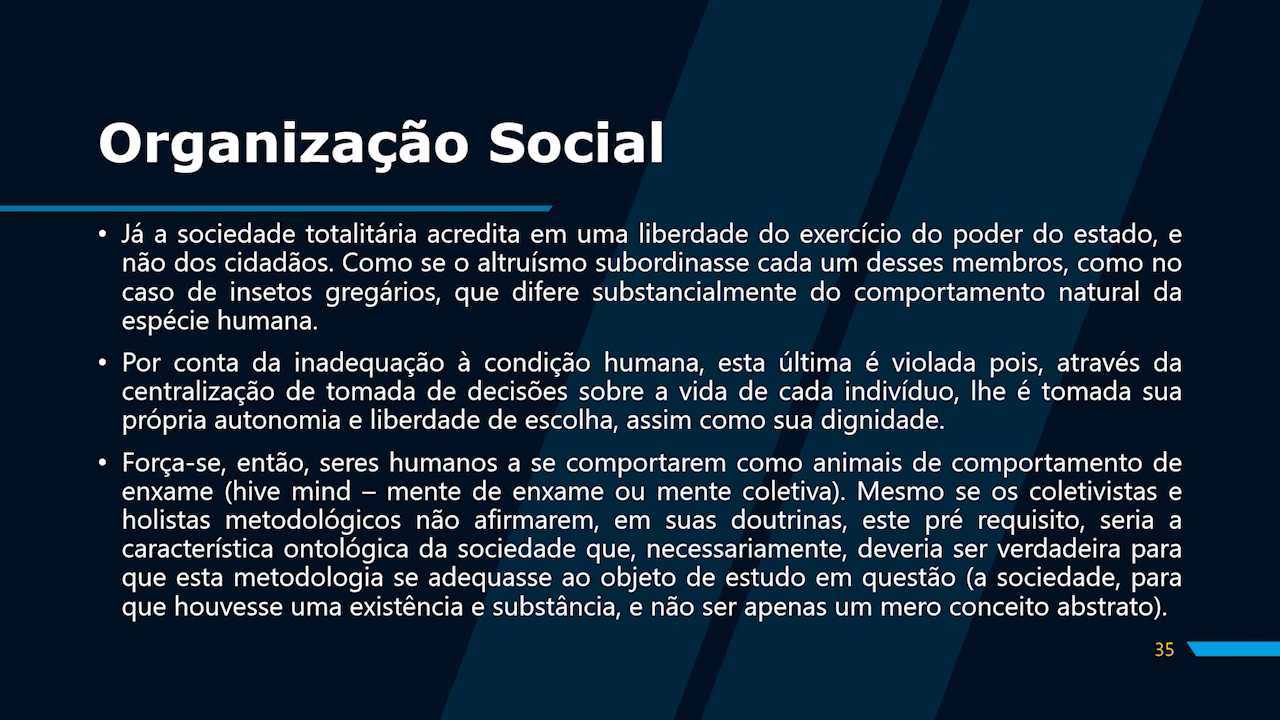 Organização Social
• Já a sociedade totalitária acredita em uma liberdade do exercício do poder do estado, e
não dos cidadãos. Como se o altruísmo subordinasse cada um desses membros, como no
caso de insetos gregários, que difere substancialmente do comportamento natural da
espécie humana.
• Por conta da inadequação à condição humana, esta última é violada pois, através da
centralização de tomada de decisões sobre a vida de cada indivíduo, lhe é tomada sua
própria autonomia e liberdade de escolha, assim como sua dignidade.
• Força-se, então, seres humanos a se comportarem como animais de comportamento de
enxame (hive mind – mente de enxame ou mente coletiva). Mesmo se os coletivistas e
holistas metodológicos não afirmarem, em suas doutrinas, este pré requisito, seria a
característica ontológica da sociedade que, necessariamente, deveria ser verdadeira para
que esta metodologia se adequasse ao objeto de estudo em questão (a sociedade, para
que houvesse uma existência e substância, e não ser apenas um mero conceito abstrato).
35